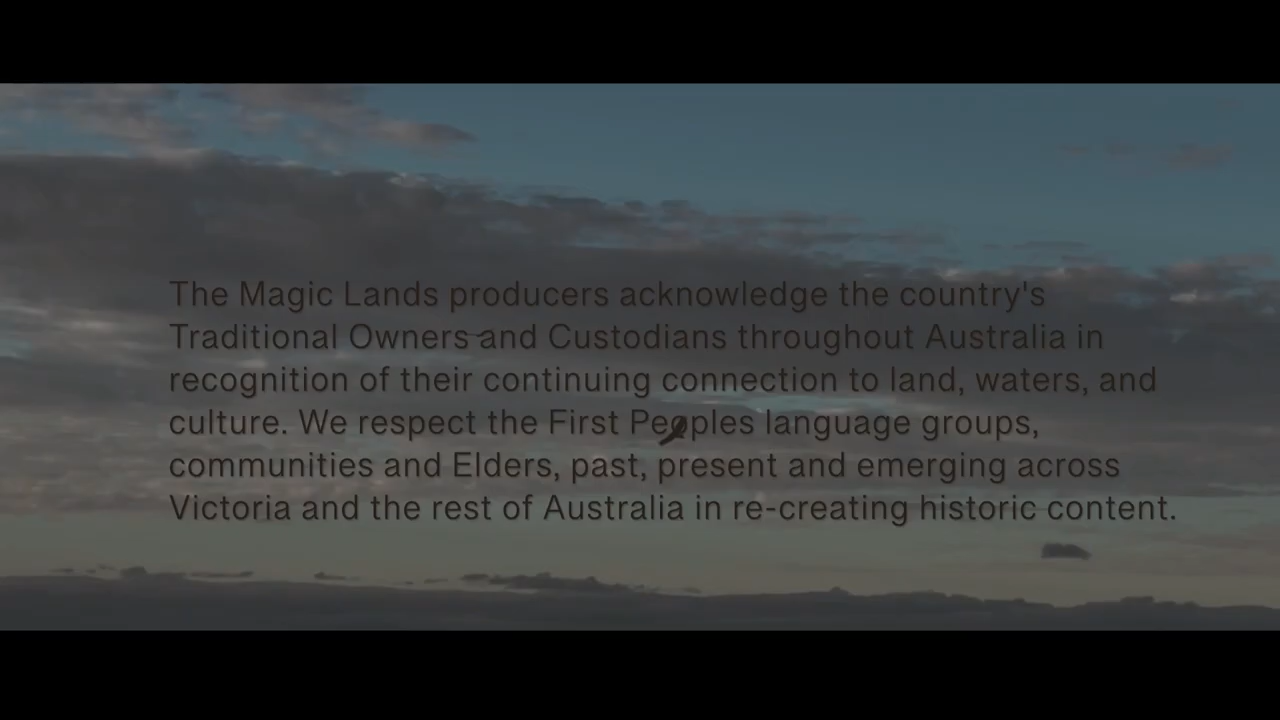 The Magic Lands producers acknowledge the country's
Traditional Owners and Custodians throughout Australia in
recognition of their continuing connection to land, waters, and
culture. We respect the First Peoples language groups,
communities and Elders, past, present and emerging across
Victoria and the rest of Australia in re-creating historic content.